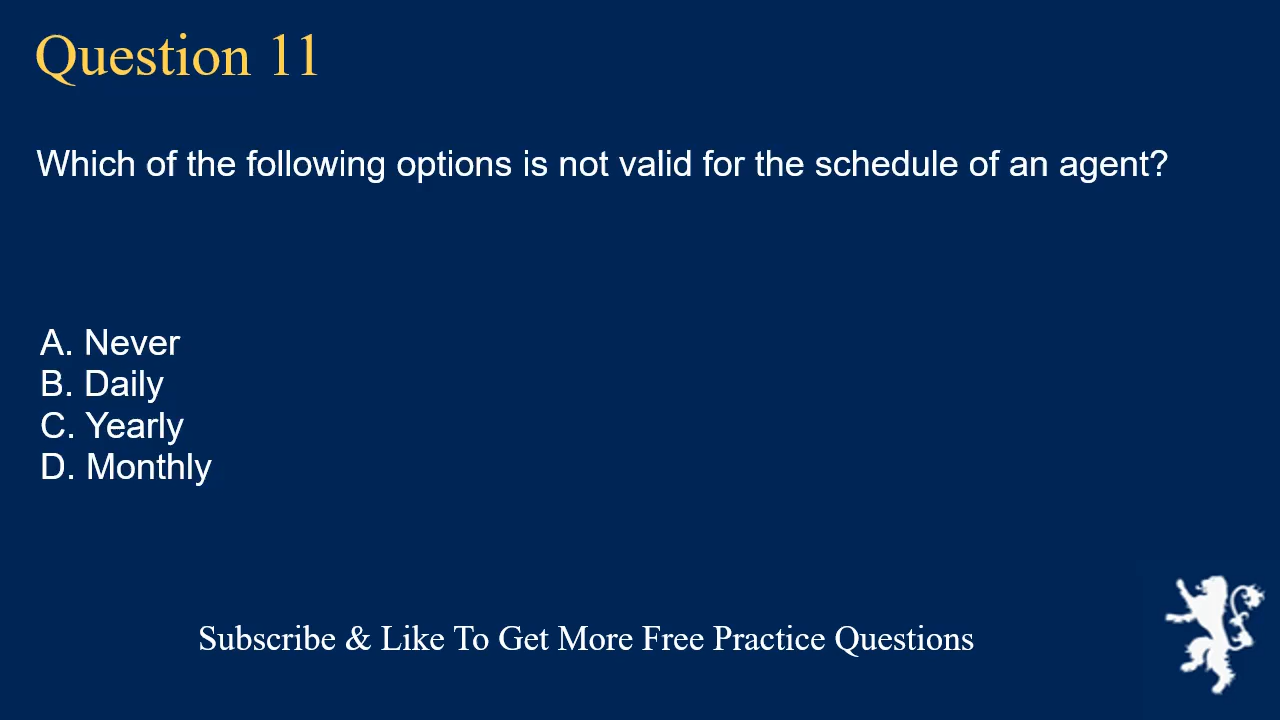 Question 11
Which of the following options is not valid for the schedule of an agent?
A. Never
B. Daily
C. Yearly
D. Monthly
Subscribe & Like To Get More Free Practice Questions